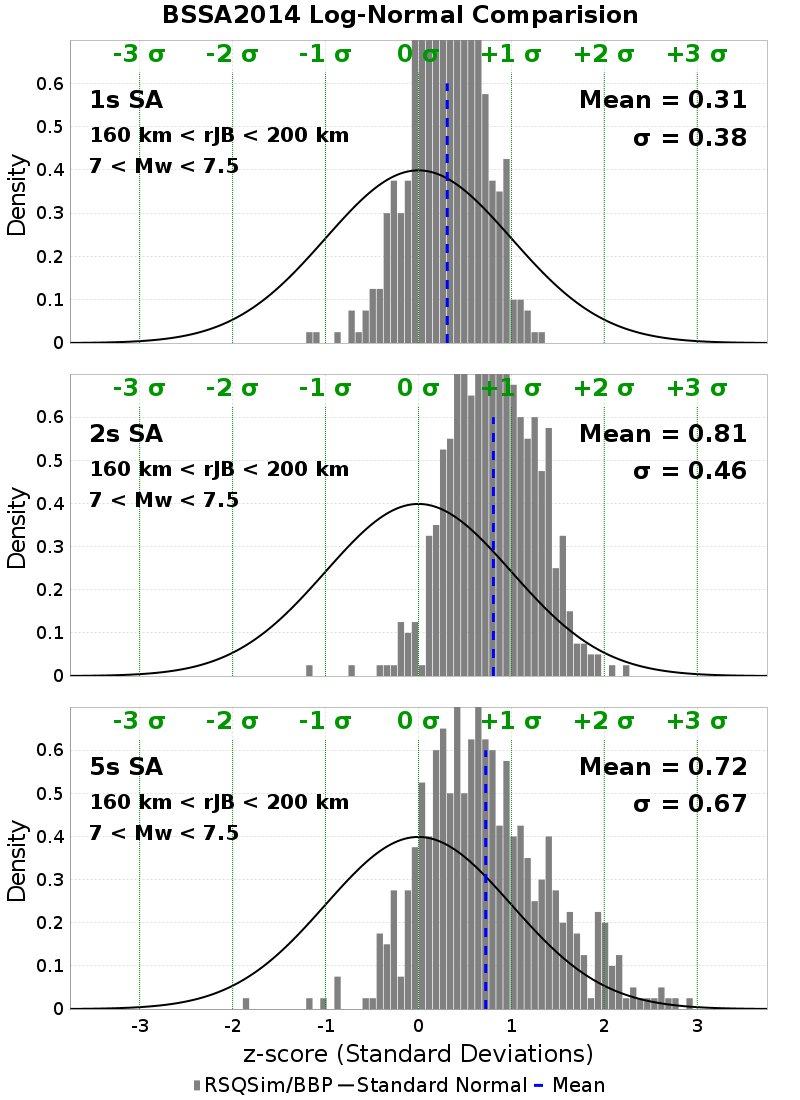 BSSA2014 Log-Normal Comparision
-3 σ -2 σ -1 σ 0 σ +1 σ +2 σ +3 σ
1s SA
Mean = 0.31
160 km < rJB < 200 km
σ = 0.38
7 < Mw < 7.5
Density
0.6
0.5
0.4
0.3
0.2
0.1
0
-3 σ -2 σ -1 σ 0 σ +1 σ +2 σ +3 σ
2s SA
Mean = 0.81
160 km < rJB < 200 km
σ = 0.46
7 < Mw < 7.5
Density
0.6
0.5
0.4
0.3
0.2
0.1
0
-3 σ -2 σ -1 σ 0 σ +1 σ +2 σ +3 σ
5s SA
Mean = 0.72
160 km < rJB < 200 km
σ = 0.67
7 < Mw < 7.5
Density
0.6
0.5
0.4
0.3
0.2
0.1
0
-3 -2 -1 0 1 2 3
z-score (Standard Deviations)
RSQSim/BBP Standard Normal Mean